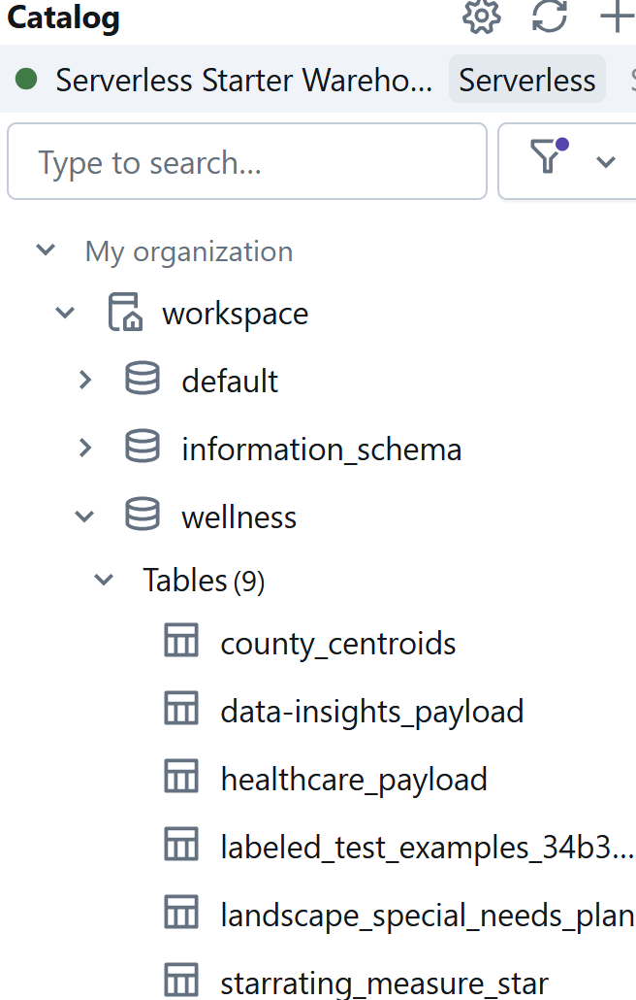 Catalog
Serverless Starter Wareho... Serverless
Type to search...
My organization
workspace
default
information_schema
wellness
Tables (9)
county_centroids
data-insights_payload
healthcare_payload
labeled_test_examples_34b3...
landscape_special_needs_plan
starrating_measure_star